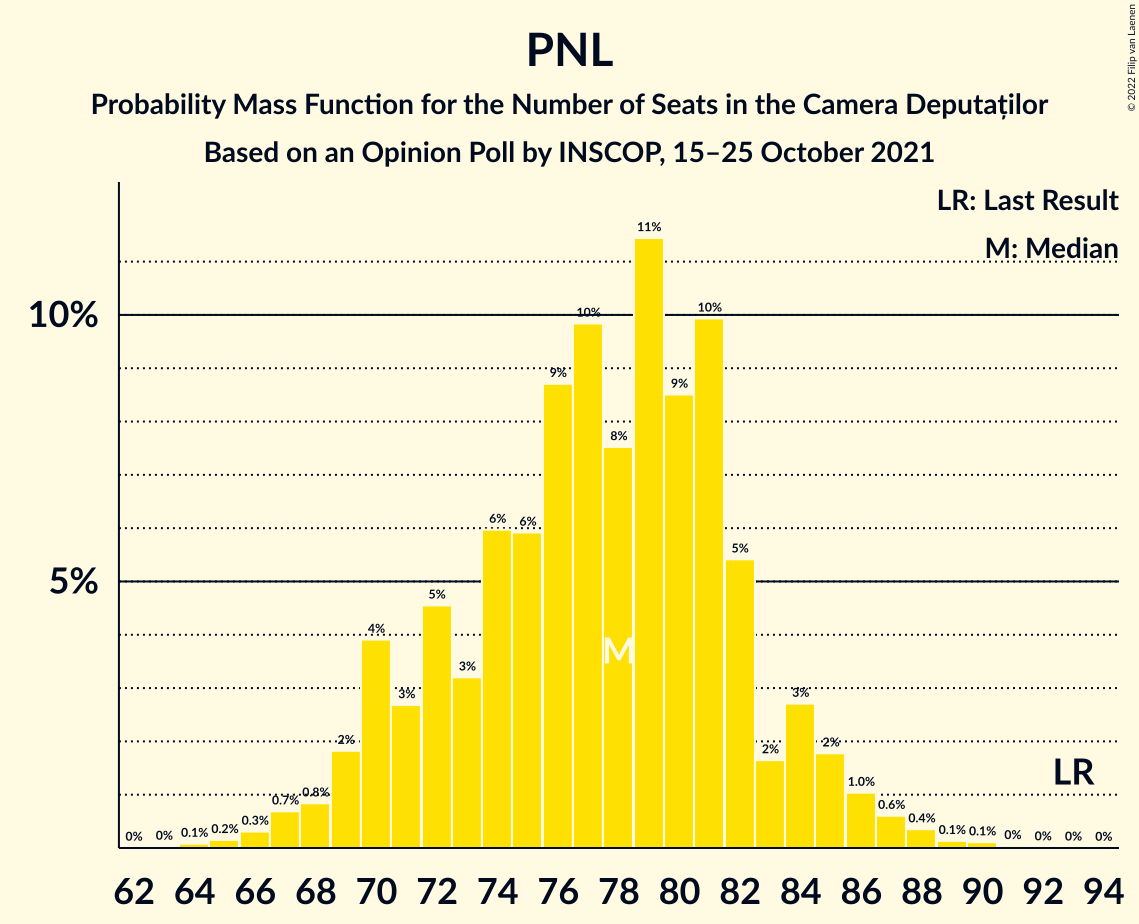 PNL
Probability Mass Function for the Number of Seats in the Camera Deputaților
Based on an Opinion Poll by INSCOP, 15–25 October 2021
© 2022 Filip van Laenen
LR: Last Result
M: Median
10%
5%
0% 0% 0.1% 0.2% 0.3% 0.7% 0.8% 2% 4% 3% 5% 3% 6% 6% 9% 10% 8% 11% 9% 10% 5% 2% 3% 2% 1.0% 0.6% 0.4% 0.1% 0.1% 0% 0% 0% 0%
M
LR
62 64 66 68 70 72 74 76 78 80 82 84 86 88 90 92 94